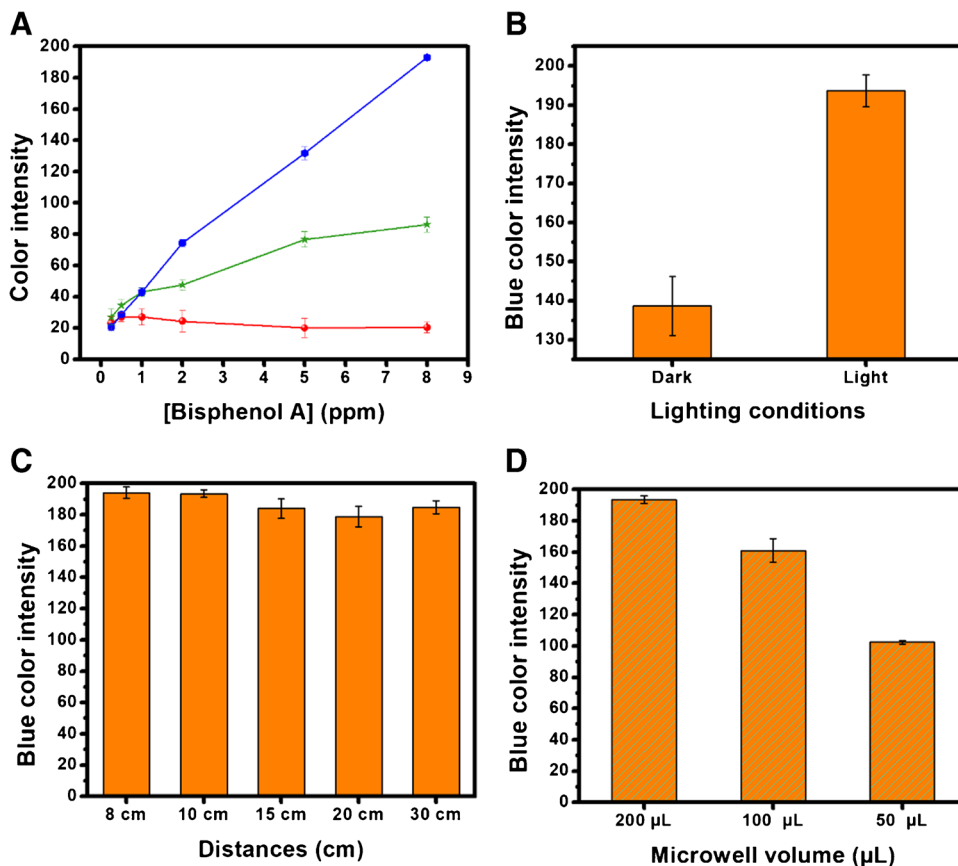 A
Color intensity
200
180
160
140
120
100
80
60
40
20
0
0 1 2 3 4 5 6 7 8 9
[Bisphenol A] (ppm)
B
Blue color intensity
200
195
190
170
160
150
140
130
Dark Light
Lighting conditions
C
Blue color intensity
200
180
160
140
120
100
80
60
40
20
0
8 cm 10 cm 15 cm 20 cm 30 cm
Distances (cm)
D
Blue color intensity
200
180
160
140
120
100
80
60
40
20
0
200 µL 100 µL 50 µL
Microwell volume (µL)